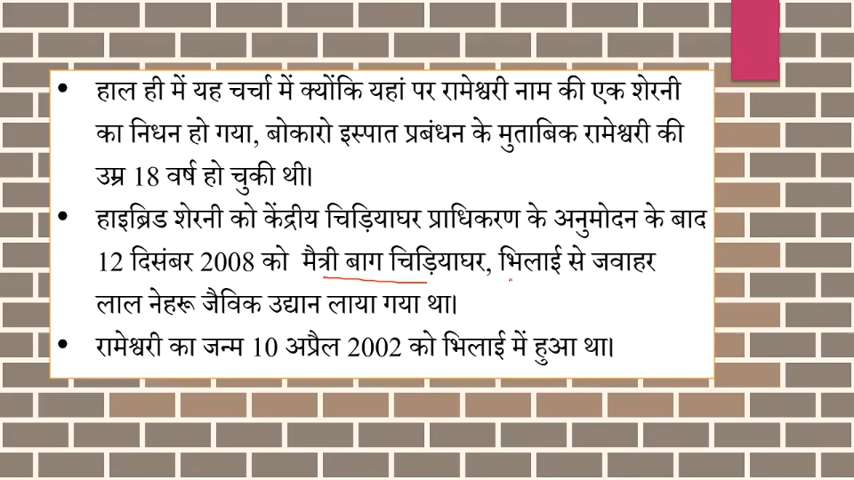 • हाल ही में यह चर्चा में क्योंकि यहां पर रामेश्वरी नाम की एक शेरनी
का निधन हो गया, बोकारो इस्पात प्रबंधन के मुताबिक रामेश्वरी की
उम्र 18 वर्ष हो चुकी थी।
• हाइब्रिड शेरनी को केंद्रीय चिड़ियाघर प्राधिकरण के अनुमोदन के बाद
12 दिसंबर 2008 को मैत्री बाग चिड़ियाघर, भिलाई से जवाहर
लाल नेहरू जैविक उद्यान लाया गया था।
• रामेश्वरी का जन्म 10 अप्रैल 2002 को भिलाई में हुआ था।